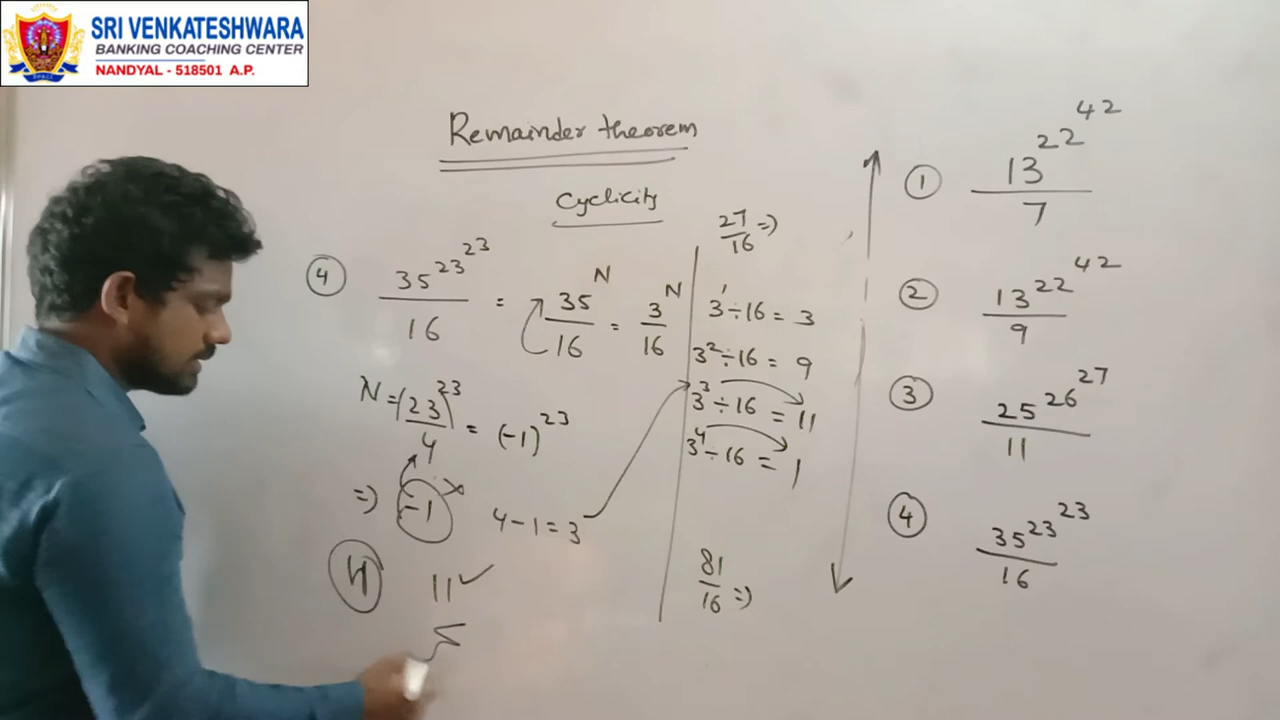 SRI VENKATESHWARA
BANKING COACHING CENTER
NANDYAL - 518501 A.P.
Remainder theorem
Cyclicity
④ 35^23^23 / 16 = 35^N / 16 = 3^N / 16
N = (23)^23 / 4 = (-1)^23
=) -1
4-1=3
11 ✓
27/16 =)
3^1 ÷ 16 = 3
3^2 ÷ 16 = 9
3^3 ÷ 16 = 11
3^4 ÷ 16 = 1
81/16 =)
① 13^22^42 / 7
② 13^22^42 / 9
③ 25^26^27 / 11
④ 35^23^23 / 16